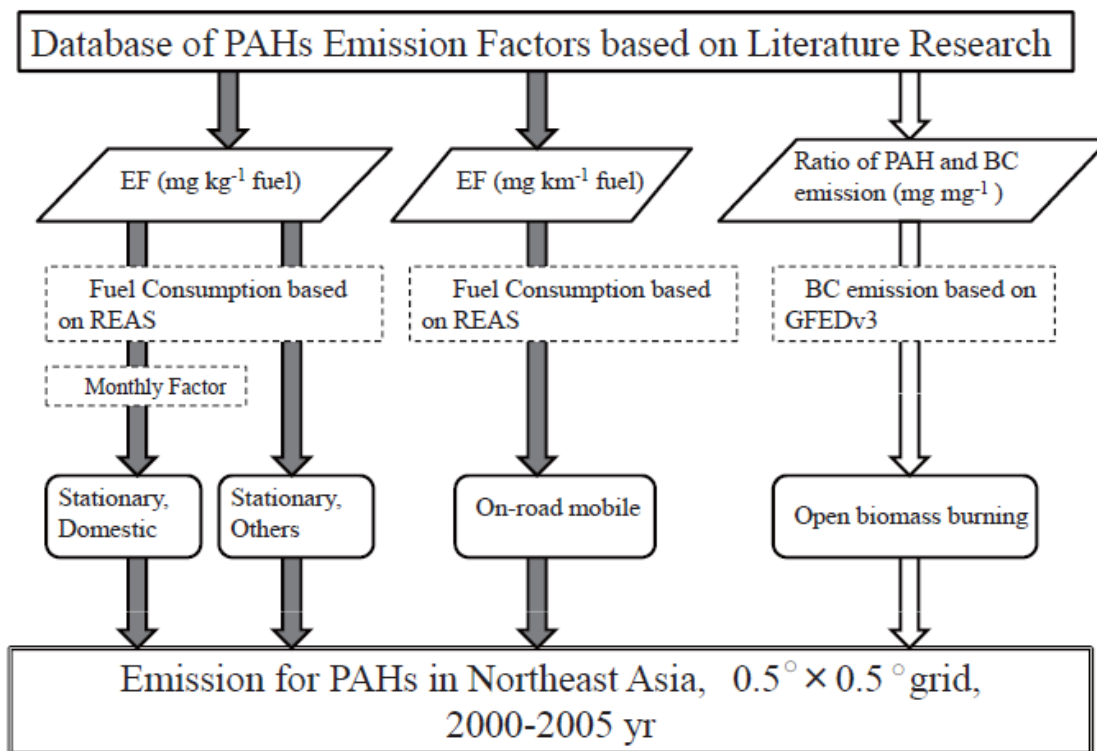 Database of PAHs Emission Factors based on Literature Research
EF (mg kg⁻¹ fuel)
EF (mg km⁻¹ fuel)
Ratio of PAH and BC
emission (mg mg⁻¹ )
Fuel Consumption based
on REAS
Fuel Consumption based
on REAS
BC emission based on
GFEDv3
Monthly Factor
Stationary,
Domestic
Stationary,
Others
On-road mobile
Open biomass burning
Emission for PAHs in Northeast Asia, 0.5°×0.5°grid,
2000-2005 yr